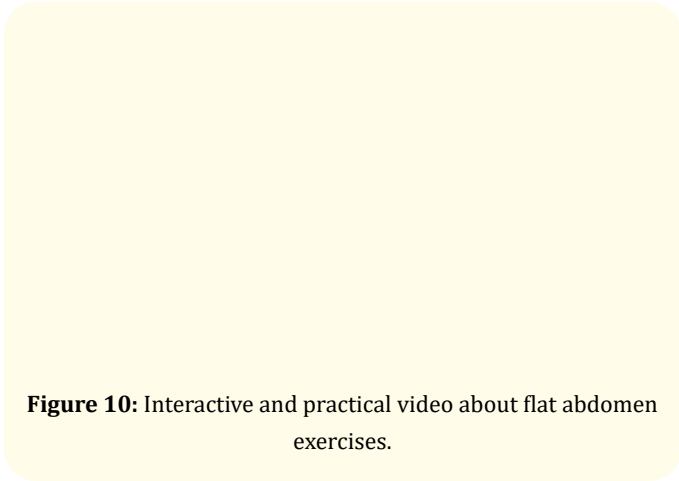 Figure 10: Interactive and practical video about flat abdomen
exercises.